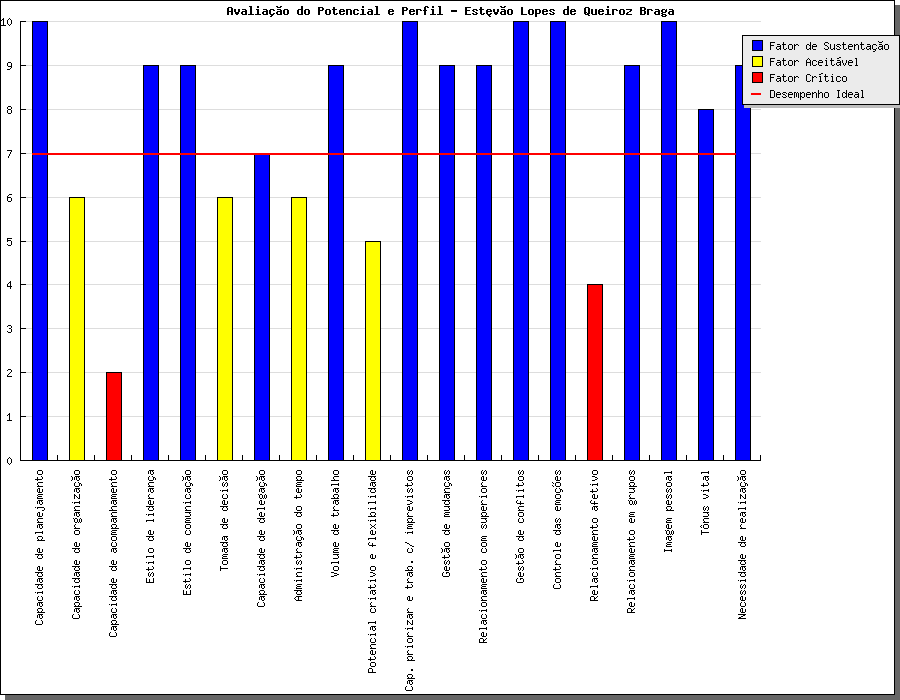 Avaliação do Potencial e Perfil - Estęvão Lopes de Queiroz Braga
Fator de Sustentação
Fator Aceitável
Fator Crítico
Desempenho Ideal
10
9
8
7
6
5
4
3
2
1
0
Capacidade de planejamento
Capacidade de organização
Capacidade de acompanhamento
Estilo de liderança
Estilo de comunicação
Tomada de decisão
Capacidade de delegação
Administração do tempo
Volume de trabalho
Potencial criativo e flexibilidade
Cap. priorizar e trab. c/ imprevistos
Gestão de mudanças
Relacionamento com superiores
Gestão de conflitos
Controle das emoções
Relacionamento afetivo
Relacionamento em grupos
Imagem pessoal
Tônus vital
Necessidade de realização